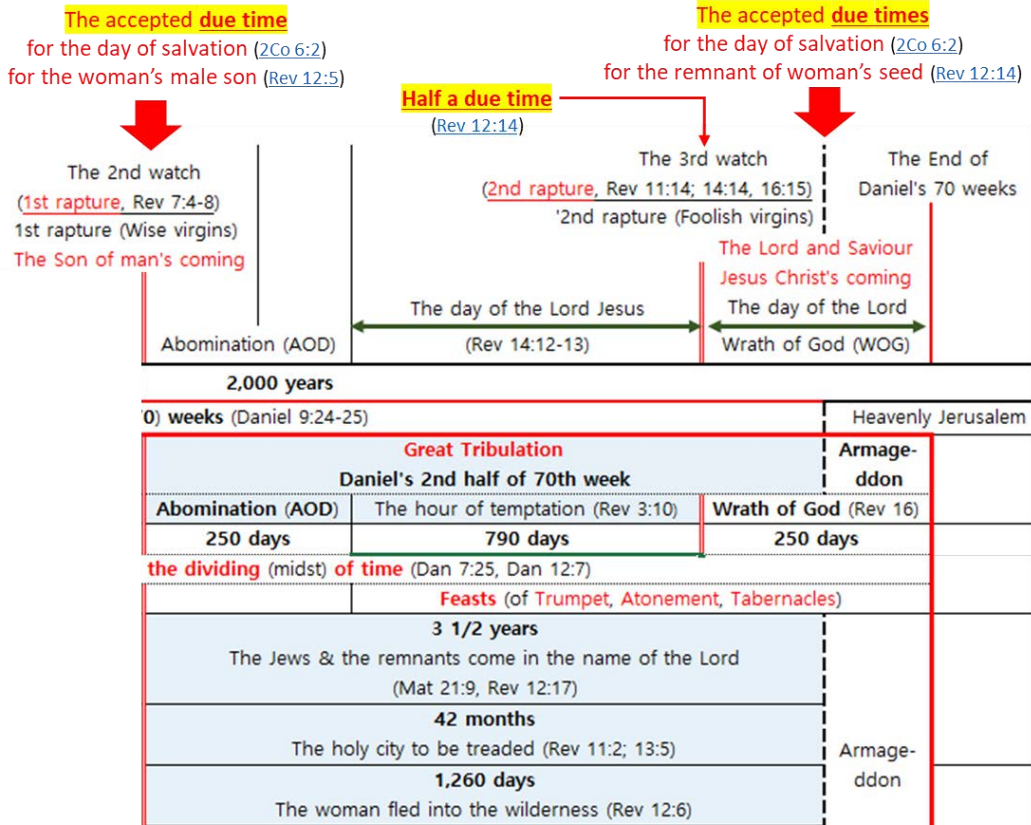 The accepted due time
for the day of salvation (2Co 6:2)
for the woman's male son (Rev 12:5)
The accepted due times
for the day of salvation (2Co 6:2)
for the remnant of woman's seed (Rev 12:14)
Half a due time
(Rev 12:14)
The 2nd watch
(1st rapture, Rev 7:4-8)
1st rapture (Wise virgins)
The Son of man's coming
The 3rd watch
(2nd rapture, Rev 11:14; 14:14, 16:15)
'2nd rapture (Foolish virgins)
The End of
Daniel's 70 weeks
The Lord and Saviour
Jesus Christ's coming
The day of the Lord Jesus
The day of the Lord
Abomination (AOD)
(Rev 14:12-13)
Wrath of God (WOG)
2,000 years
'0) weeks (Daniel 9:24-25)
Heavenly Jerusalem
Great Tribulation
Daniel's 2nd half of 70th week
Armage-
ddon
Abomination (AOD)
The hour of temptation (Rev 3:10)
Wrath of God (Rev 16)
250 days
790 days
250 days
the dividing (midst) of time (Dan 7:25, Dan 12:7)
Feasts (of Trumpet, Atonement, Tabernacles)
3 1/2 years
The Jews & the remnants come in the name of the Lord
(Mat 21:9, Rev 12:17)
42 months
The holy city to be treaded (Rev 11:2; 13:5)
Armage-
ddon
1,260 days
The woman fled into the wilderness (Rev 12:6)